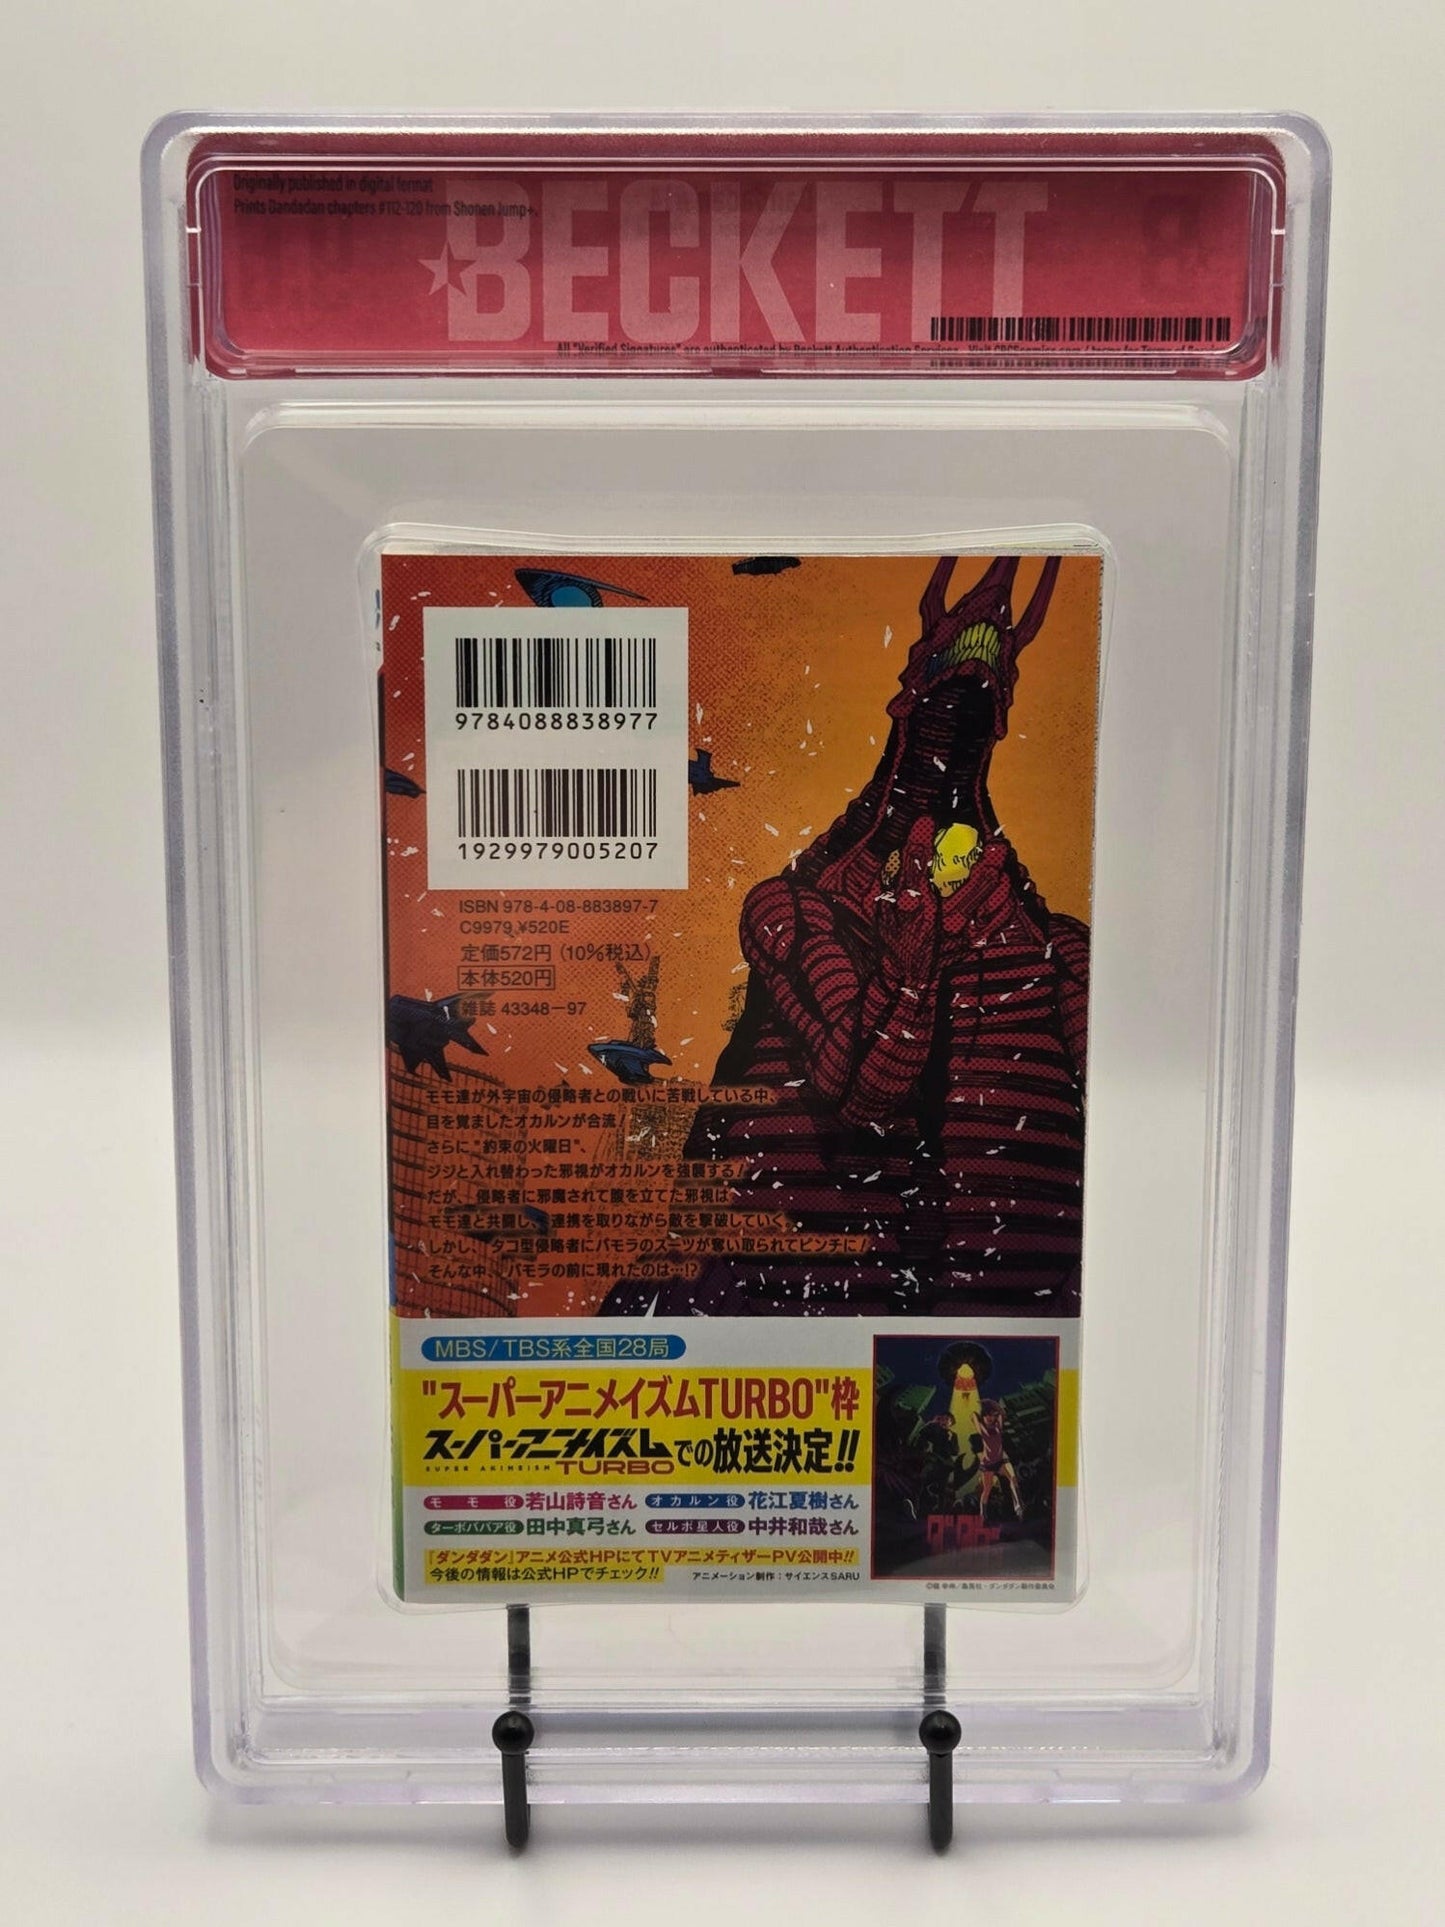 Originally published in digital format
Prints Dandadan chapters #112-120 from Shonen Jump+.
BECKETT
All "Verified Signatures" are authenticated by Beckett Authentication Services
9784088838977
1929979005207
ISBN 978-4-08-883897-7
C9979 ¥520E
定価572円(10%税込)
本体520円
雑誌 43348-97
モモ達が外宇宙の侵略者との戦いに苦戦している中、
目を覚ましたオカルンが合流!
さらに"約束の火曜日"、
ジジと入れ替わった邪視がオカルンを強襲する!
だが、侵略者に邪魔されて腹を立てた邪視は
モモ達と共闘し、連携を取りながら敵を撃破していく。
しかし、タコ型侵略者にバモラのスーツが奪い取られてピンチに!
そんな中、バモラの前に現れたのは…!?
MBS/TBS系全国28局
"スーパーアニメイズムTURBO"枠
スーパーアニメイズムTURBOでの放送決定!!
SUPER ANIMEISM
モモ役 若山詩音さん オカルン役 花江夏樹さん
ターボババア役 田中真弓さん セルポ星人役 中井和哉さん
『ダンダダン』アニメ公式HPにてTVアニメティザーPV公開中!!
今後の情報は公式HPでチェック!! アニメーション制作:サイエンスSARU
ダンダダン